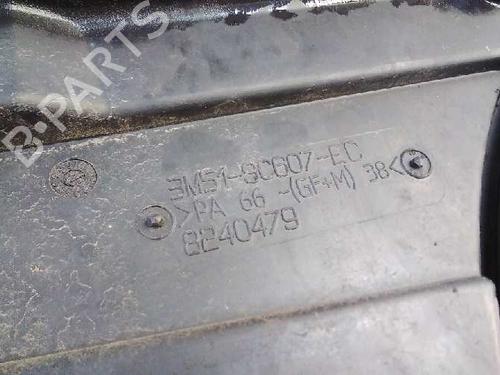 B-PARTS
3M51-8C607-EC
>PA 66 -(GF+M) 38<
8240479